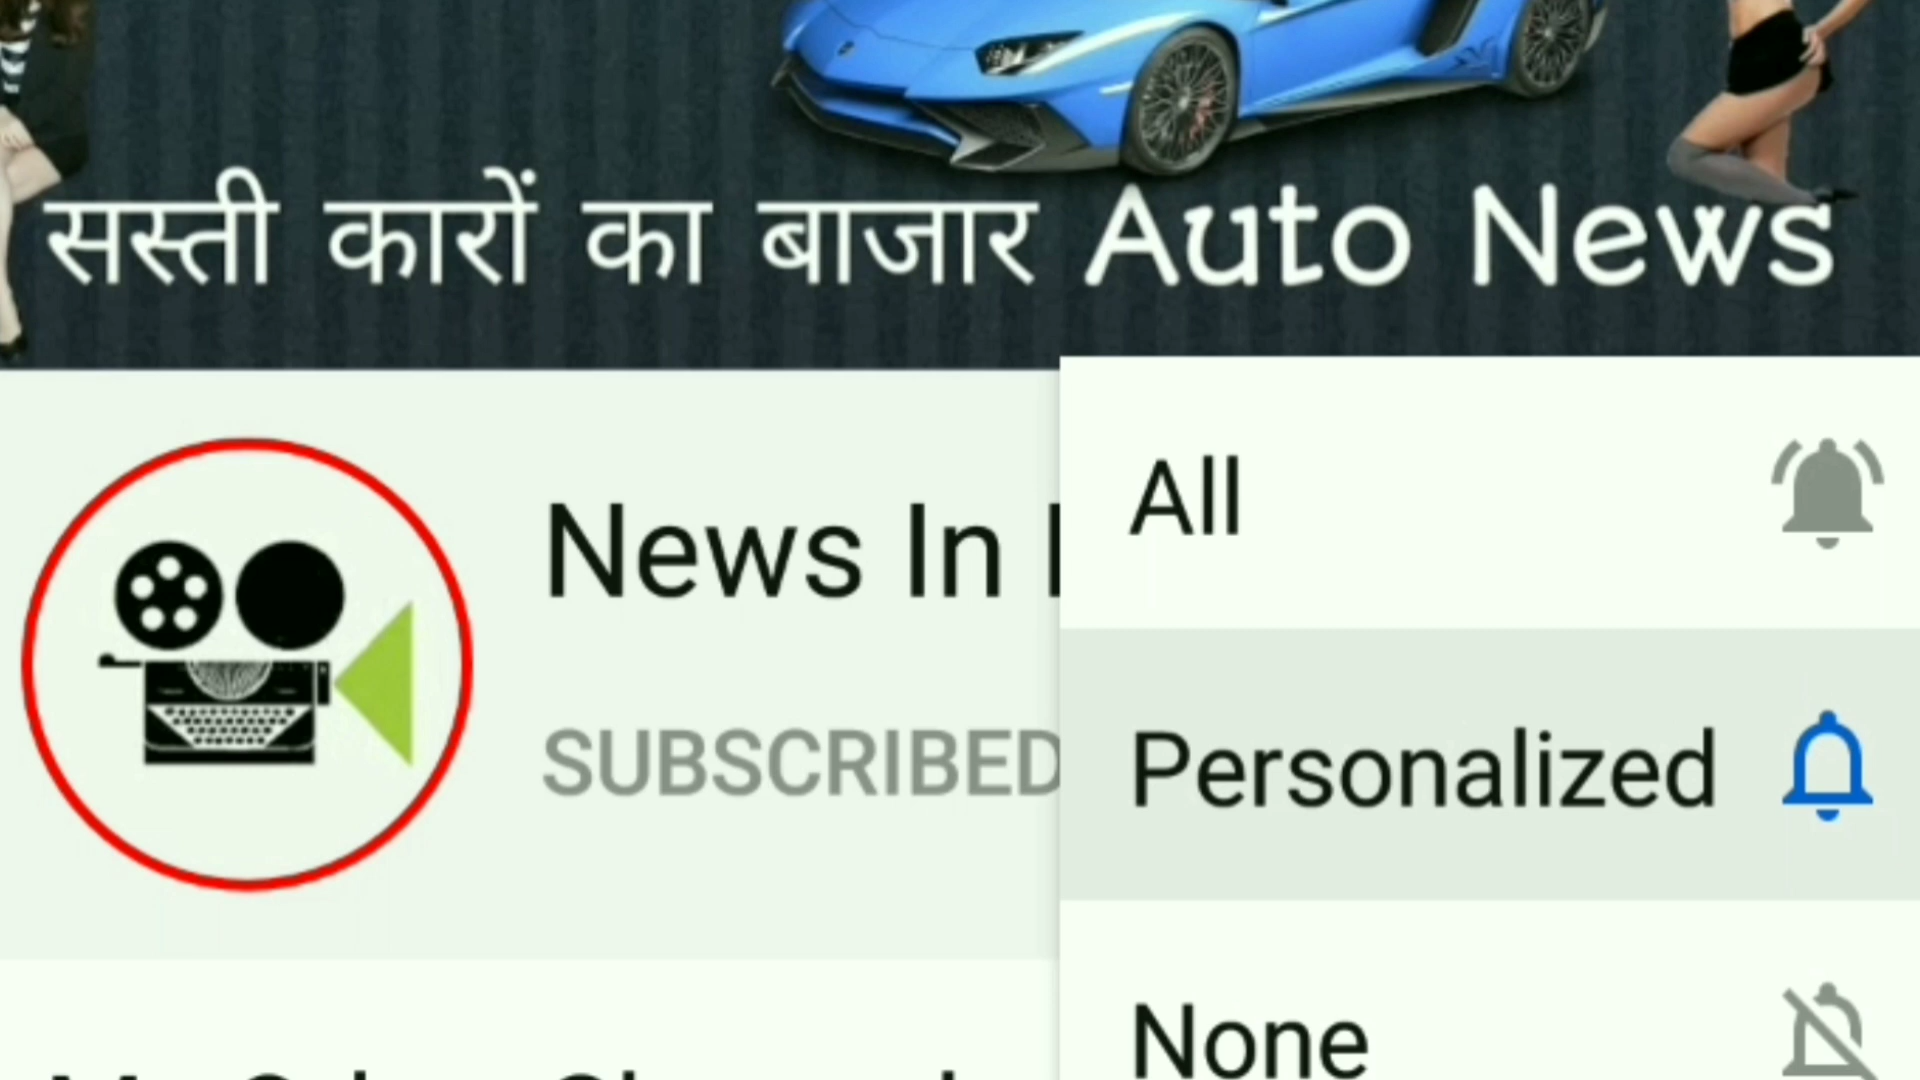 सस्ती कारों का बाजार Auto News
News In
SUBSCRIBED
All
Personalized
None